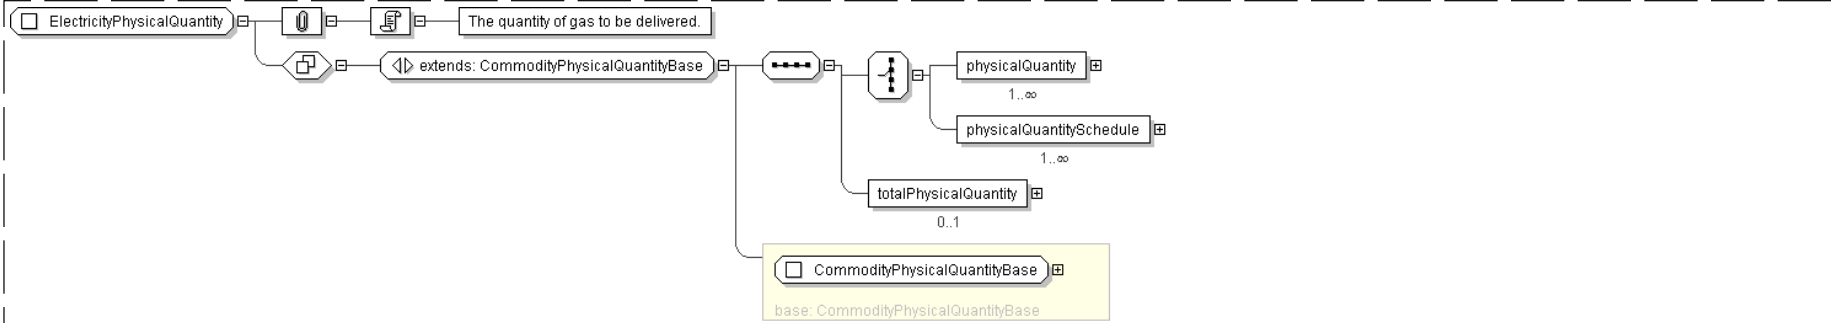 ElectricityPhysicalQuantity
The quantity of gas to be delivered.
extends: CommodityPhysicalQuantityBase
physicalQuantity
1..∞
physicalQuantitySchedule
1..∞
totalPhysicalQuantity
0..1
CommodityPhysicalQuantityBase
base: CommodityPhysicalQuantityBase